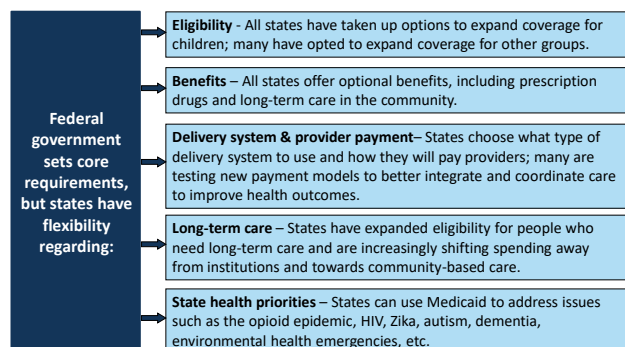 Federal
government
sets core
requirements,
but states have
flexibility
regarding:
Eligibility - All states have taken up options to expand coverage for
children; many have opted to expand coverage for other groups.
Benefits – All states offer optional benefits, including prescription
drugs and long-term care in the community.
Delivery system & provider payment– States choose what type of
delivery system to use and how they will pay providers; many are
testing new payment models to better integrate and coordinate care
to improve health outcomes.
Long-term care – States have expanded eligibility for people who
need long-term care and are increasingly shifting spending away
from institutions and towards community-based care.
State health priorities – States can use Medicaid to address issues
such as the opioid epidemic, HIV, Zika, autism, dementia,
environmental health emergencies, etc.